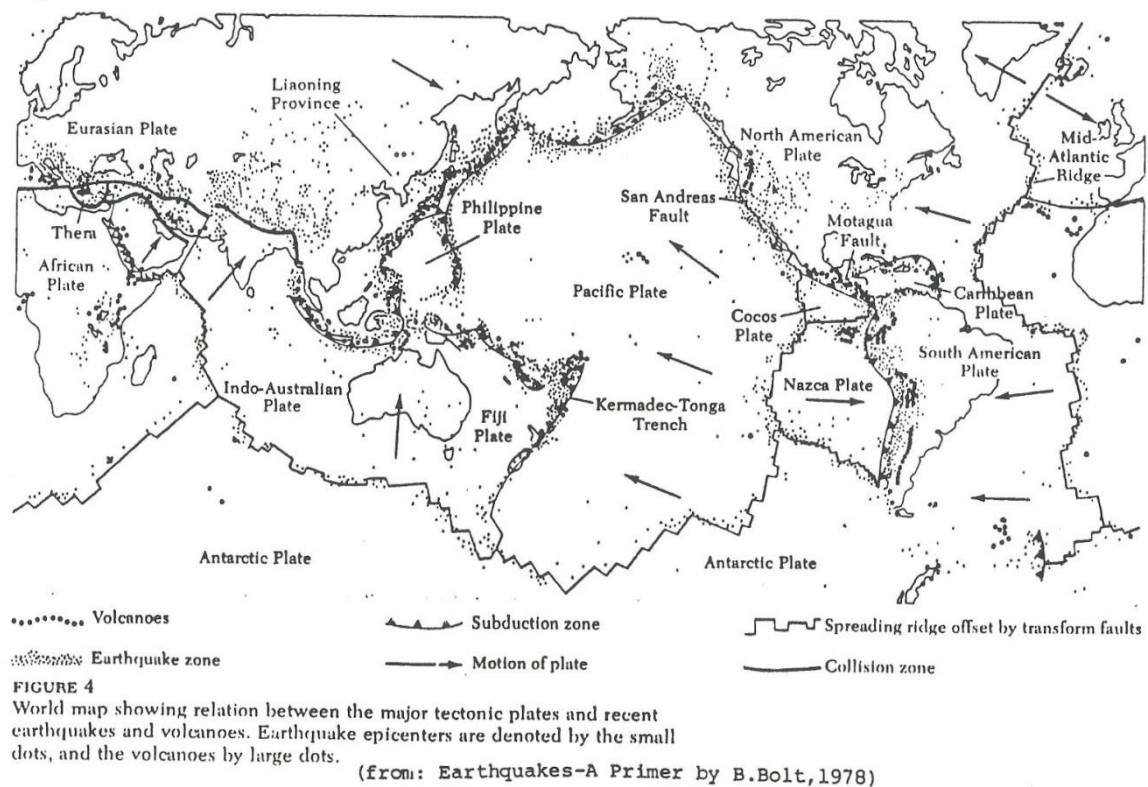 Liaoning
Province
Eurasian Plate
North American
Plate
Mid-
Atlantic
Ridge
San Andreas
Fault
Philippine
Plate
Motagua
Fault
Thera
African
Plate
Pacific Plate
Caribbean
Plate
Cocos
Plate
South American
Plate
Indo-Australian
Plate
Nazca Plate
Fiji
Plate
Kermadec-Tonga
Trench
Antarctic Plate
Antarctic Plate
Volcanoes
Subduction zone
Spreading ridge offset by transform faults
Earthquake zone
Motion of plate
Collision zone
FIGURE 4
World map showing relation between the major tectonic plates and recent
earthquakes and volcanoes. Earthquake epicenters are denoted by the small
dots, and the volcanoes by large dots.
(from: Earthquakes-A Primer by B.Bolt,1978)